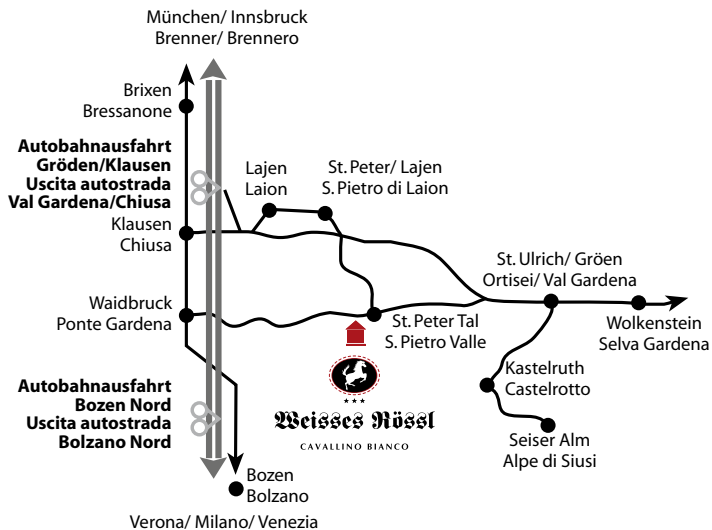 München/ Innsbruck
Brenner/ Brennero
Brixen
Bressanone
Autobahnausfahrt
Gröden/Klausen
Uscita autostrada
Val Gardena/Chiusa
Lajen
Laion
St. Peter/ Lajen
S. Pietro di Laion
Klausen
Chiusa
St. Ulrich/ Gröen
Ortisei/ Val Gardena
Waidbruck
Ponte Gardena
St. Peter Tal
S. Pietro Valle
Wolkenstein
Selva Gardena
Kastelruth
Castelrotto
Autobahnausfahrt
Bozen Nord
Uscita autostrada
Bolzano Nord
Weisses Rössl
CAVALLINO BIANCO
Seiser Alm
Alpe di Siusi
Bozen
Bolzano
Verona/ Milano/ Venezia